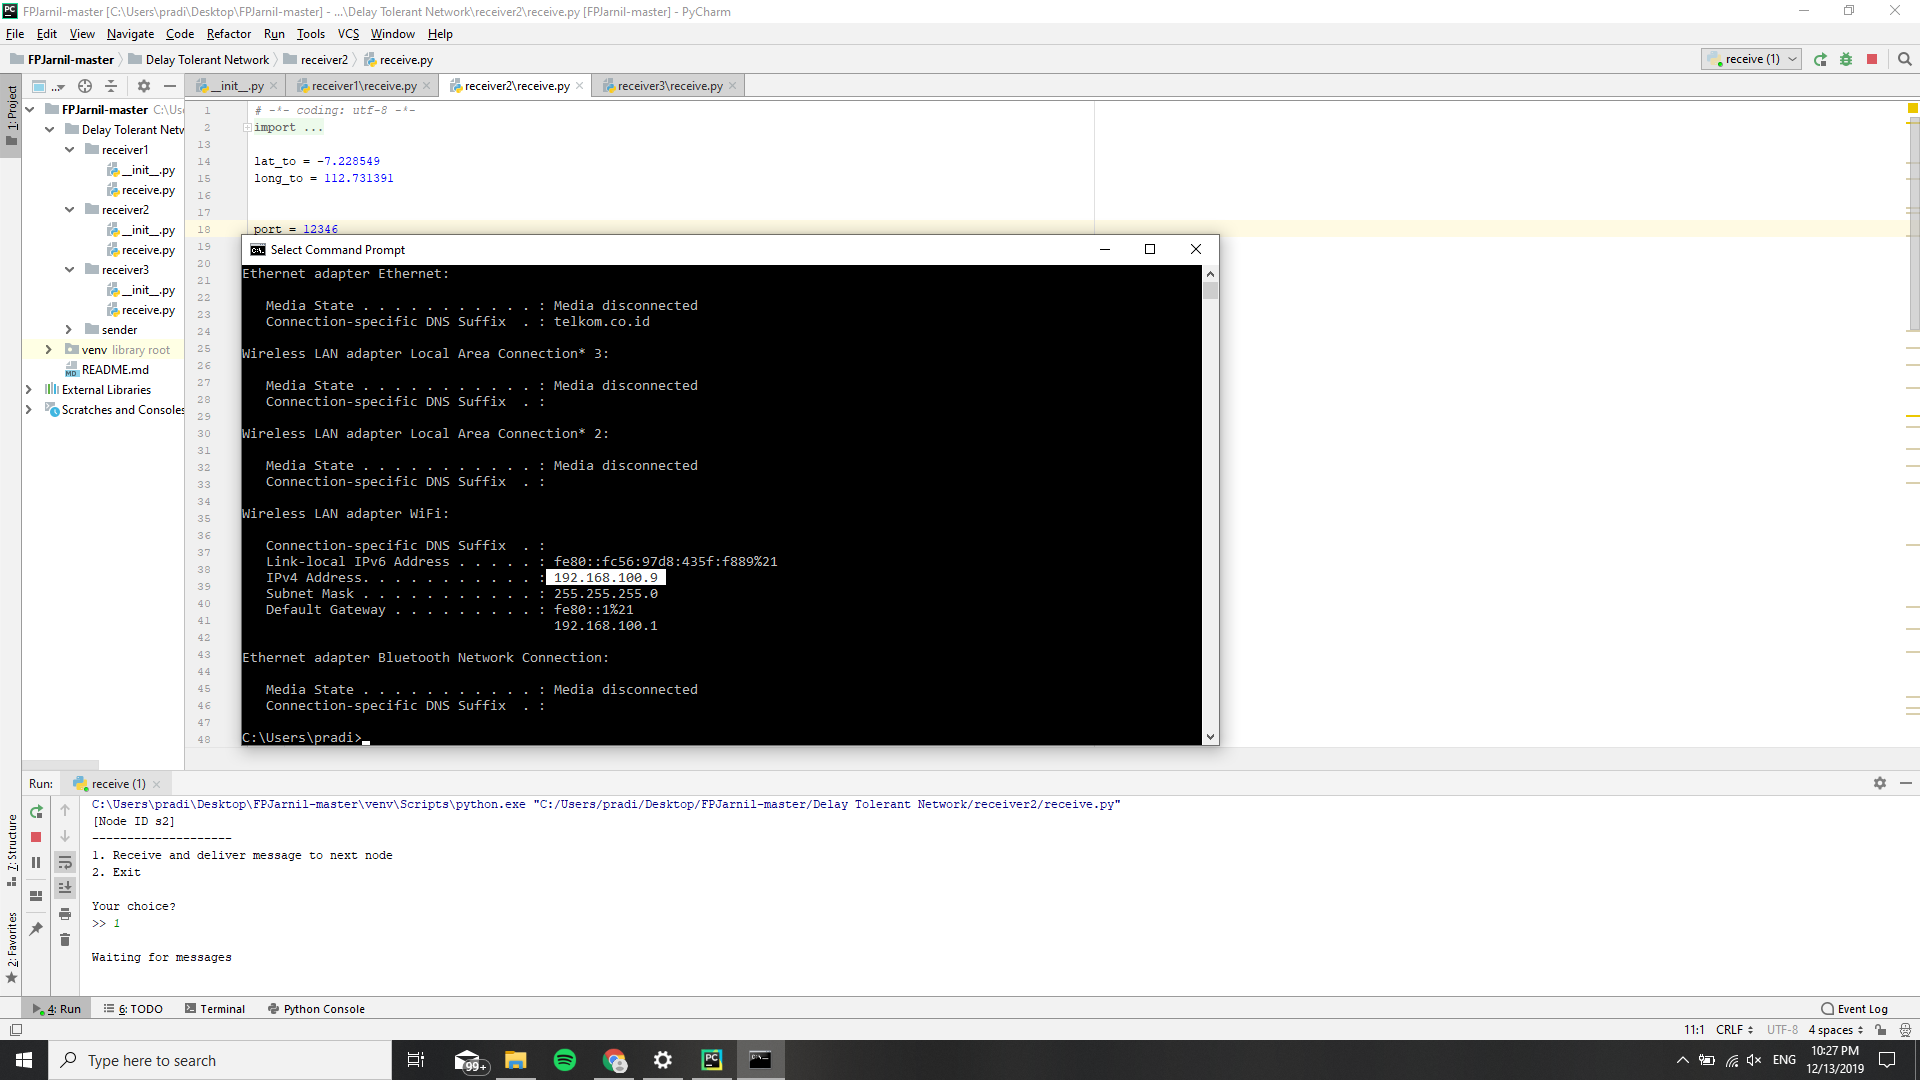 FPJarnil-master [C:\Users\pradi\Desktop\FPJarnil-master] - ...\Delay Tolerant Network\receiver2\receive.py [FPJarnil-master] - PyCharm
File Edit View Navigate Code Refactor Run Tools VCS Window Help
FPJarnil-master Delay Tolerant Network receiver2 receive.py receive (1)
__init__.py receiver1\receive.py receiver2\receive.py receiver3\receive.py
1: Project
FPJarnil-master C:\Use
Delay Tolerant Netw
receiver1
__init__.py
receive.py
receiver2
__init__.py
receive.py
receiver3
__init__.py
receive.py
sender
venv library root
README.md
External Libraries
Scratches and Consoles
1 # -*- coding: utf-8 -*-
2 import ...
13
14 lat_to = -7.228549
15 long_to = 112.731391
16
17
18 port = 12346
19
20
21
22
23
24
25
26
27
28
29
30
31
32
33
34
35
36
37
38
39
40
41
42
43
44
45
46
47
48
Select Command Prompt
Ethernet adapter Ethernet:
Media State . . . . . . . . . . . : Media disconnected
Connection-specific DNS Suffix . : telkom.co.id
Wireless LAN adapter Local Area Connection* 3:
Media State . . . . . . . . . . . : Media disconnected
Connection-specific DNS Suffix . :
Wireless LAN adapter Local Area Connection* 2:
Media State . . . . . . . . . . . : Media disconnected
Connection-specific DNS Suffix . :
Wireless LAN adapter WiFi:
Connection-specific DNS Suffix . :
Link-local IPv6 Address . . . . . : fe80::fc56:97d8:435f:f889%21
IPv4 Address. . . . . . . . . . . : 192.168.100.9
Subnet Mask . . . . . . . . . . . : 255.255.255.0
Default Gateway . . . . . . . . . : fe80::1%21
192.168.100.1
Ethernet adapter Bluetooth Network Connection:
Media State . . . . . . . . . . . : Media disconnected
Connection-specific DNS Suffix . :
C:\Users\pradi>
Run: receive (1)
C:\Users\pradi\Desktop\FPJarnil-master\venv\Scripts\python.exe "C:/Users/pradi/Desktop/FPJarnil-master/Delay Tolerant Network/receiver2/receive.py"
[Node ID s2]
--------------------
1. Receive and deliver message to next node
2. Exit
Your choice?
>> 1
Waiting for messages
7: Structure
2: Favorites
4: Run 6: TODO Terminal Python Console Event Log
11:1 CRLF UTF-8 4 spaces
Type here to search 99+ ENG 10:27 PM
12/13/2019